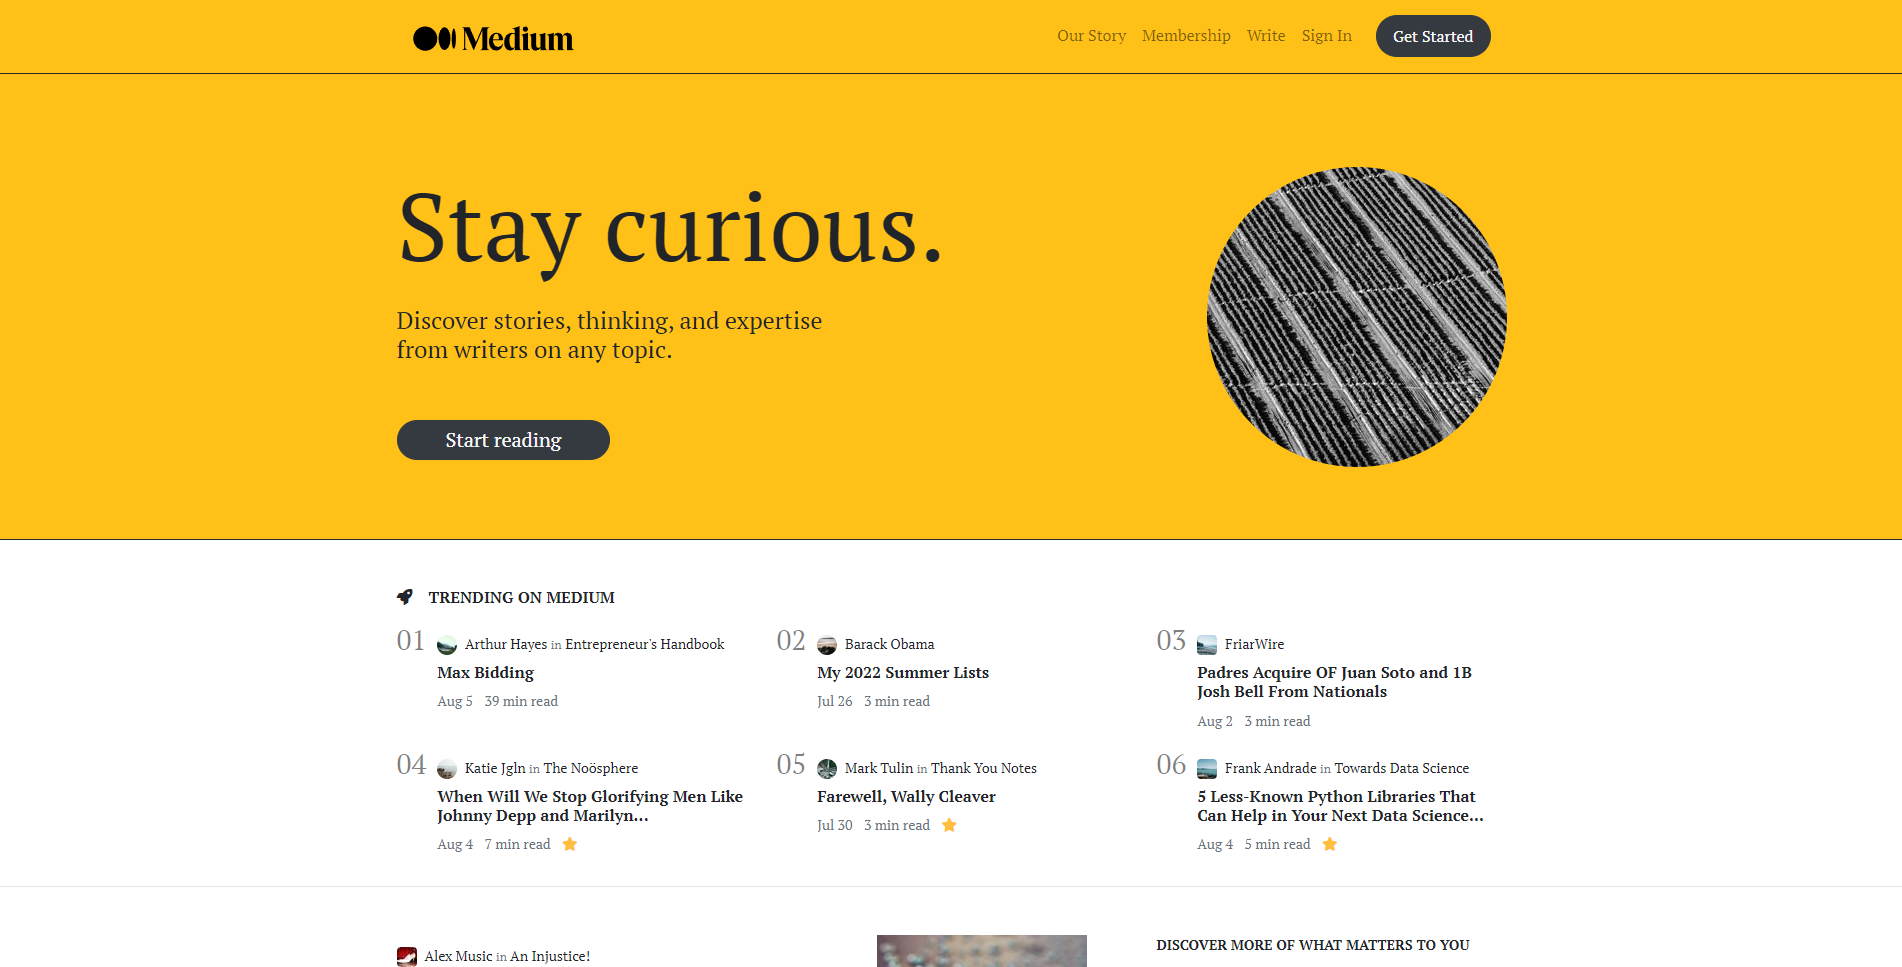 Medium
Our Story Membership Write Sign In Get Started
Stay curious.
Discover stories, thinking, and expertise
from writers on any topic.
Start reading
TRENDING ON MEDIUM
01 Arthur Hayes in Entrepreneur's Handbook
Max Bidding
Aug 5 39 min read
02 Barack Obama
My 2022 Summer Lists
Jul 26 3 min read
03 FriarWire
Padres Acquire OF Juan Soto and 1B
Josh Bell From Nationals
Aug 2 3 min read
04 Katie Jgln in The Noösphere
When Will We Stop Glorifying Men Like
Johnny Depp and Marilyn...
Aug 4 7 min read
05 Mark Tulin in Thank You Notes
Farewell, Wally Cleaver
Jul 30 3 min read
06 Frank Andrade in Towards Data Science
5 Less-Known Python Libraries That
Can Help in Your Next Data Science...
Aug 4 5 min read
Alex Music in An Injustice!
DISCOVER MORE OF WHAT MATTERS TO YOU